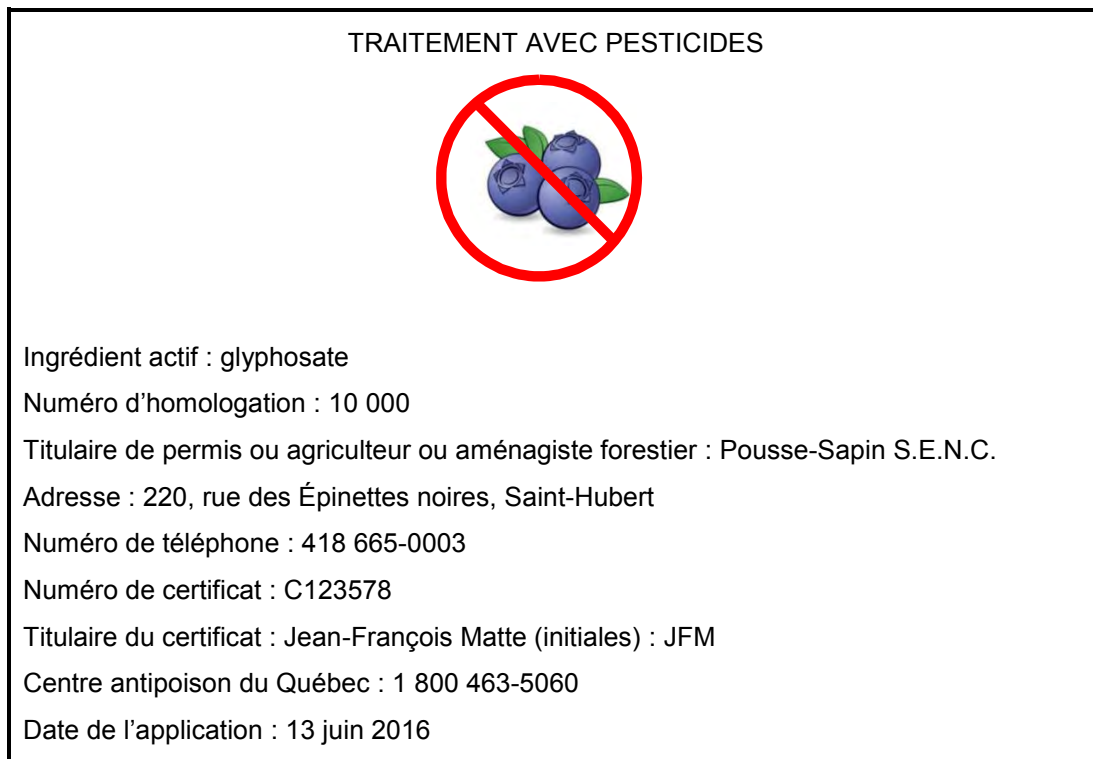 TRAITEMENT AVEC PESTICIDES
Ingrédient actif : glyphosate
Numéro d’homologation : 10 000
Titulaire de permis ou agriculteur ou aménagiste forestier : Pousse-Sapin S.E.N.C.
Adresse : 220, rue des Épinettes noires, Saint-Hubert
Numéro de téléphone : 418 665-0003
Numéro de certificat : C123578
Titulaire du certificat : Jean-François Matte (initiales) : JFM
Centre antipoison du Québec : 1 800 463-5060
Date de l’application : 13 juin 2016